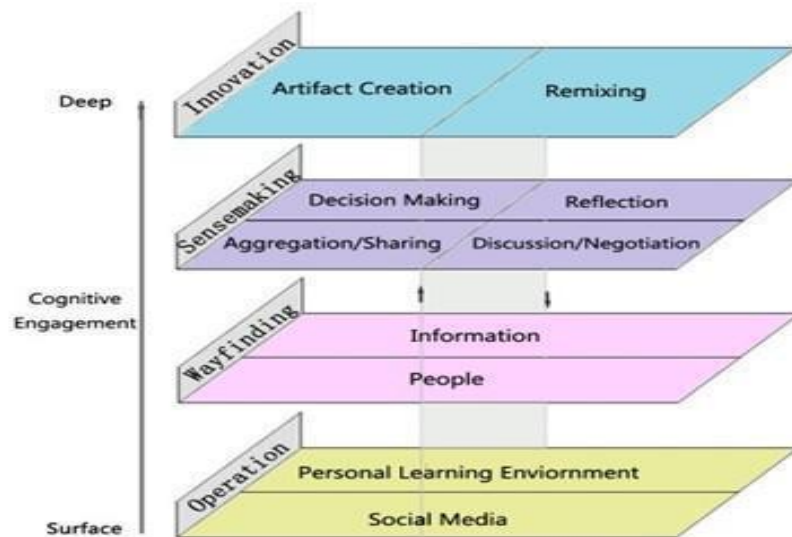 Innovation
Artifact Creation
Remixing
Deep
Sensemaking
Decision Making
Reflection
Aggregation/Sharing
Discussion/Negotiation
Cognitive
Engagement
Wayfinding
Information
People
Operation
Personal Learning Enviornment
Social Media
Surface